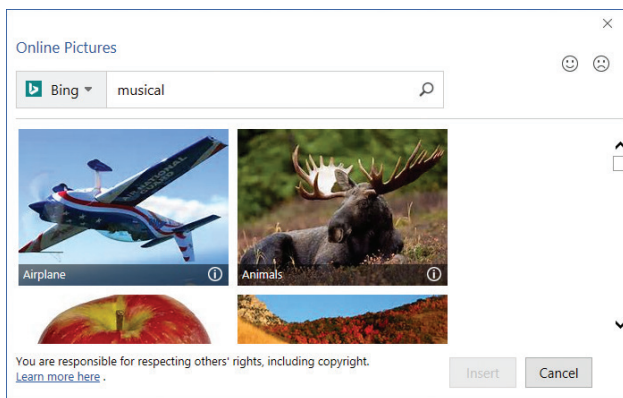 Online Pictures
Bing musical
AIR NATIONAL
GUARD
Airplane
Animals
You are responsible for respecting others' rights, including copyright.
Learn more here .
Insert Cancel